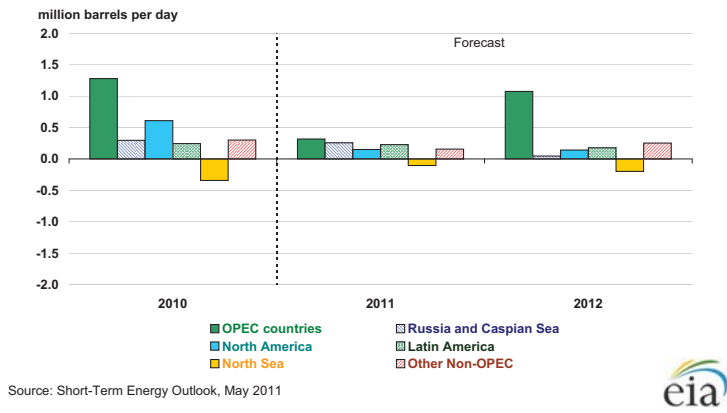 million barrels per day
2.0
Forecast
1.5
1.0
0.5
0.0
-0.5
-1.0
-1.5
-2.0
2010 2011 2012
OPEC countries Russia and Caspian Sea
North America Latin America
North Sea Other Non-OPEC
Source: Short-Term Energy Outlook, May 2011
eia